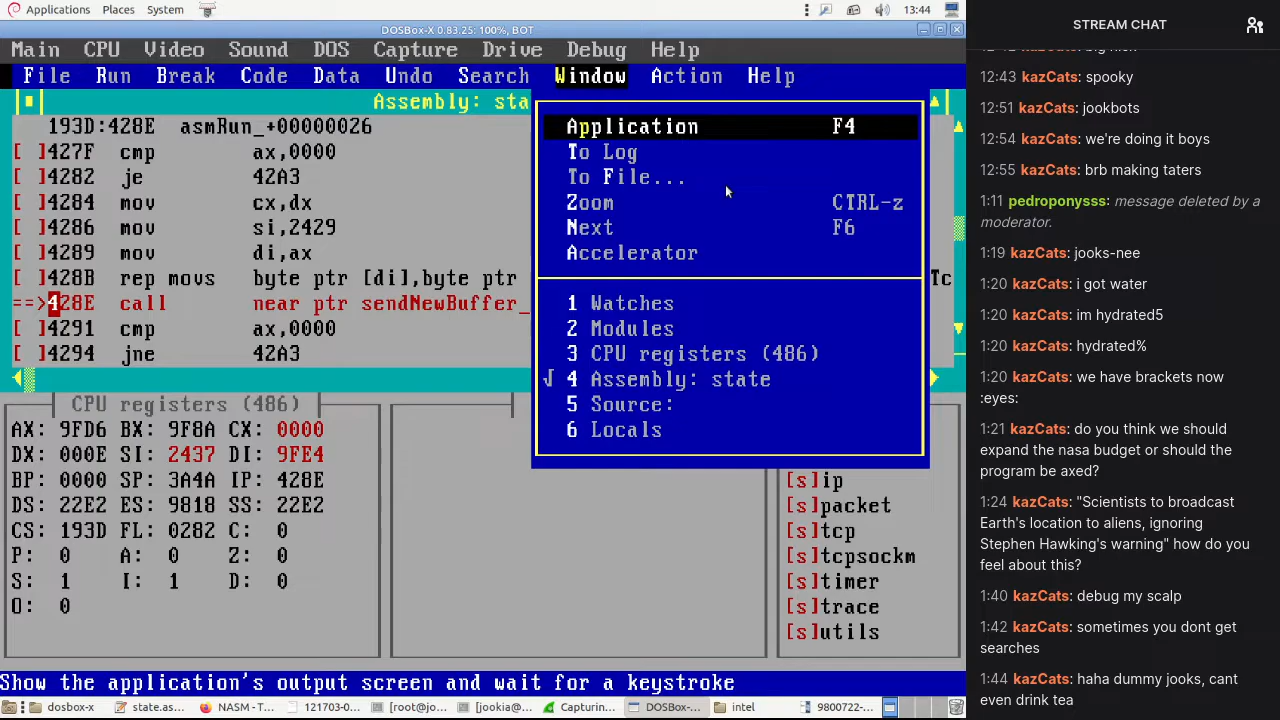 Applications Places System 13:44
DOSBox-X 0.83.25: 100%, BOT
Main CPU Video Sound DOS Capture Drive Debug Help
File Run Break Code Data Undo Search Window Action Help
Assembly: sta
193D:428E asmRun_+00000026
[ ]427F cmp ax,0000
[ ]4282 je 42A3
[ ]4284 mov cx,dx
[ ]4286 mov si,2429
[ ]4289 mov di,ax
[ ]428B rep movs byte ptr [di],byte ptr
==>428E call near ptr sendNewBuffer_
[ ]4291 cmp ax,0000
[ ]4294 jne 42A3
Application F4
To Log
To File...
Zoom CTRL-z
Next F6
Accelerator
1 Watches
2 Modules
3 CPU registers (486)
√ 4 Assembly: state
5 Source:
6 Locals
CPU registers (486)
AX: 9FD6 BX: 9F8A CX: 0000
DX: 000E SI: 2437 DI: 9FE4
BP: 0000 SP: 3A4A IP: 428E
DS: 22E2 ES: 9818 SS: 22E2
CS: 193D FL: 0282 C: 0
P: 0 A: 0 Z: 0
S: 1 I: 1 D: 0
O: 0
[s]ip
[s]packet
[s]tcp
[s]tcpsockm
[s]timer
[s]trace
[s]utils
Show the application's output screen and wait for a keystroke
dosbox-x state.as... NASM - T... 121703-0... [root@jo... [jookia@... Capturin... DOSBox-... intel 9800722-...
STREAM CHAT
12:43 kazCats: spooky
12:51 kazCats: jookbots
12:54 kazCats: we're doing it boys
12:55 kazCats: brb making taters
1:11 pedroponysss: message deleted by a
moderator.
1:19 kazCats: jooks-nee
1:20 kazCats: i got water
1:20 kazCats: im hydrated5
1:20 kazCats: hydrated%
1:20 kazCats: we have brackets now
:eyes:
1:21 kazCats: do you think we should
expand the nasa budget or should the
program be axed?
1:24 kazCats: "Scientists to broadcast
Earth's location to aliens, ignoring
Stephen Hawking's warning" how do you
feel about this?
1:40 kazCats: debug my scalp
1:42 kazCats: sometimes you dont get
searches
1:44 kazCats: haha dummy jooks, cant
even drink tea